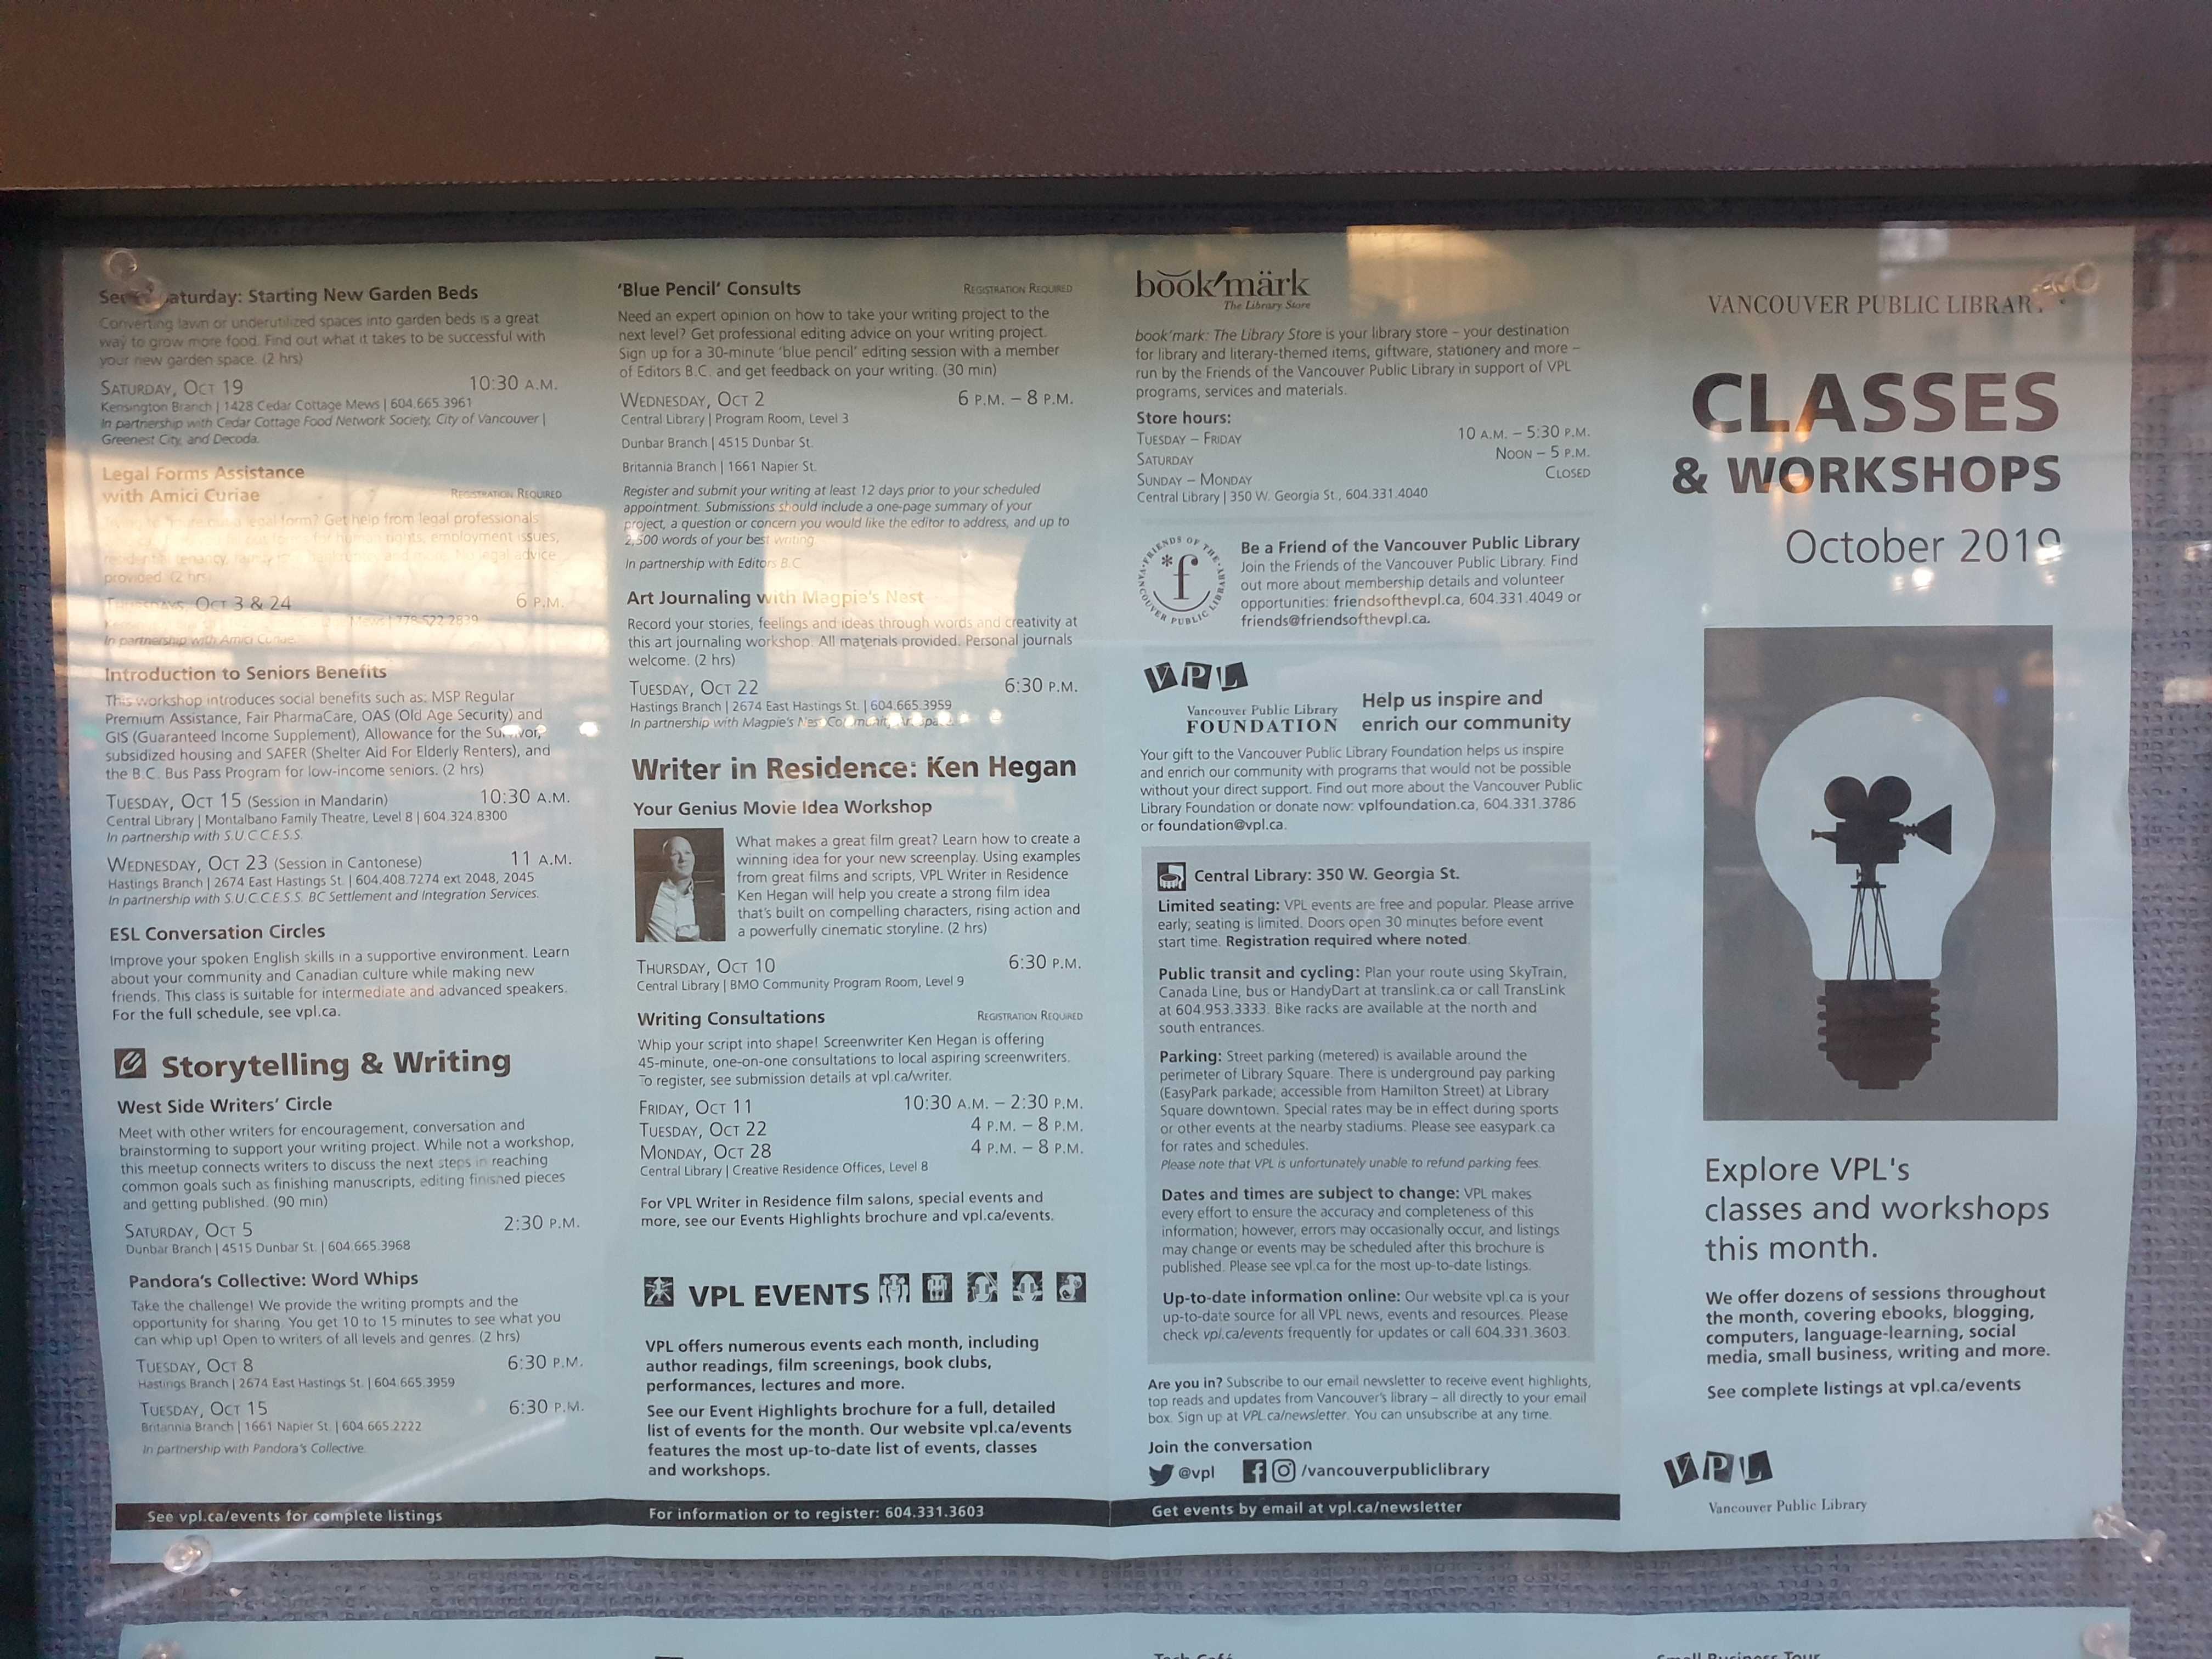 aturday: Starting New Garden Beds
Converting lawn or underutilized spaces into garden beds is a great
way to grow more food. Find out what it takes to be successful with
your new garden space. (2 hrs)
SATURDAY, OCT 19 10:30 A.M.
Kensington Branch | 1428 Cedar Cottage Mews | 604.665.3961
In partnership with Cedar Cottage Food Network Society, City of Vancouver |
Greenest City, and Decoda.
Legal Forms Assistance
with Amici Curiae REGISTRATION REQUIRED
legal form? Get help from legal professionals
human rights, employment issues,
tenancy, and more. No legal advice
provided. (2 hrs)
OCT 3 & 24 6 P.M.
In partnership with Amici Curiae.
Introduction to Seniors Benefits
This workshop introduces social benefits such as: MSP Regular
Premium Assistance, Fair PharmaCare, OAS (Old Age Security) and
GIS (Guaranteed Income Supplement), Allowance for the Survivor,
subsidized housing and SAFER (Shelter Aid For Elderly Renters), and
the B.C. Bus Pass Program for low-income seniors. (2 hrs)
TUESDAY, OCT 15 (Session in Mandarin) 10:30 A.M.
Central Library | Montalbano Family Theatre, Level 8 | 604.324.8300
In partnership with S.U.C.C.E.S.S.
WEDNESDAY, OCT 23 (Session in Cantonese) 11 A.M.
Hastings Branch | 2674 East Hastings St. | 604.408.7274 ext 2048, 2045
In partnership with S.U.C.C.E.S.S. BC Settlement and Integration Services.
ESL Conversation Circles
Improve your spoken English skills in a supportive environment. Learn
about your community and Canadian culture while making new
friends. This class is suitable for intermediate and advanced speakers.
For the full schedule, see vpl.ca.
Storytelling & Writing
West Side Writers' Circle
Meet with other writers for encouragement, conversation and
brainstorming to support your writing project. While not a workshop,
this meetup connects writers to discuss the next steps in reaching
common goals such as finishing manuscripts, editing finished pieces
and getting published. (90 min)
SATURDAY, OCT 5 2:30 P.M.
Dunbar Branch | 4515 Dunbar St. | 604.665.3968
Pandora's Collective: Word Whips
Take the challenge! We provide the writing prompts and the
opportunity for sharing. You get 10 to 15 minutes to see what you
can whip up! Open to writers of all levels and genres. (2 hrs)
TUESDAY, OCT 8 6:30 P.M.
Hastings Branch | 2674 East Hastings St. | 604.665.3959
TUESDAY, OCT 15 6:30 P.M.
Britannia Branch | 1661 Napier St. | 604.665.2222
In partnership with Pandora's Collective.
See vpl.ca/events for complete listings
'Blue Pencil' Consults REGISTRATION REQUIRED
Need an expert opinion on how to take your writing project to the
next level? Get professional editing advice on your writing project.
Sign up for a 30-minute 'blue pencil' editing session with a member
of Editors B.C. and get feedback on your writing. (30 min)
WEDNESDAY, OCT 2 6 P.M. – 8 P.M.
Central Library | Program Room, Level 3
Dunbar Branch | 4515 Dunbar St.
Britannia Branch | 1661 Napier St.
Register and submit your writing at least 12 days prior to your scheduled
appointment. Submissions should include a one-page summary of your
project, a question or concern you would like the editor to address, and up to
2,500 words of your best writing.
In partnership with Editors B.C.
Art Journaling with Magpie's Nest
Record your stories, feelings and ideas through words and creativity at
this art journaling workshop. All materials provided. Personal journals
welcome. (2 hrs)
TUESDAY, OCT 22 6:30 P.M.
Hastings Branch | 2674 East Hastings St. | 604.665.3959
In partnership with Magpie's Nest Community Art Space.
Writer in Residence: Ken Hegan
Your Genius Movie Idea Workshop
What makes a great film great? Learn how to create a
winning idea for your new screenplay. Using examples
from great films and scripts, VPL Writer in Residence
Ken Hegan will help you create a strong film idea
that's built on compelling characters, rising action and
a powerfully cinematic storyline. (2 hrs)
THURSDAY, OCT 10 6:30 P.M.
Central Library | BMO Community Program Room, Level 9
Writing Consultations REGISTRATION REQUIRED
Whip your script into shape! Screenwriter Ken Hegan is offering
45-minute, one-on-one consultations to local aspiring screenwriters.
To register, see submission details at vpl.ca/writer.
FRIDAY, OCT 11 10:30 A.M. – 2:30 P.M.
TUESDAY, OCT 22 4 P.M. – 8 P.M.
MONDAY, OCT 28 4 P.M. – 8 P.M.
Central Library | Creative Residence Offices, Level 8
For VPL Writer in Residence film salons, special events and
more, see our Events Highlights brochure and vpl.ca/events.
VPL EVENTS
VPL offers numerous events each month, including
author readings, film screenings, book clubs,
performances, lectures and more.
See our Event Highlights brochure for a full, detailed
list of events for the month. Our website vpl.ca/events
features the most up-to-date list of events, classes
and workshops.
For information or to register: 604.331.3603
book'märk
The Library Store
book'mark: The Library Store is your library store – your destination
for library and literary-themed items, giftware, stationery and more –
run by the Friends of the Vancouver Public Library in support of VPL
programs, services and materials.
Store hours:
TUESDAY – FRIDAY 10 A.M. – 5:30 P.M.
SATURDAY NOON – 5 P.M.
SUNDAY – MONDAY CLOSED
Central Library | 350 W. Georgia St., 604.331.4040
FRIENDS OF THE VANCOUVER PUBLIC LIBRARY
*f
Be a Friend of the Vancouver Public Library
Join the Friends of the Vancouver Public Library. Find
out more about membership details and volunteer
opportunities: friendsofthevpl.ca, 604.331.4049 or
friends@friendsofthevpl.ca.
VPL
Vancouver Public Library
FOUNDATION
Help us inspire and
enrich our community
Your gift to the Vancouver Public Library Foundation helps us inspire
and enrich our community with programs that would not be possible
without your direct support. Find out more about the Vancouver Public
Library Foundation or donate now: vplfoundation.ca, 604.331.3786
or foundation@vpl.ca.
Central Library: 350 W. Georgia St.
Limited seating: VPL events are free and popular. Please arrive
early; seating is limited. Doors open 30 minutes before event
start time. Registration required where noted.
Public transit and cycling: Plan your route using SkyTrain,
Canada Line, bus or HandyDart at translink.ca or call TransLink
at 604.953.3333. Bike racks are available at the north and
south entrances.
Parking: Street parking (metered) is available around the
perimeter of Library Square. There is underground pay parking
(EasyPark parkade; accessible from Hamilton Street) at Library
Square downtown. Special rates may be in effect during sports
or other events at the nearby stadiums. Please see easypark.ca
for rates and schedules.
Please note that VPL is unfortunately unable to refund parking fees.
Dates and times are subject to change: VPL makes
every effort to ensure the accuracy and completeness of this
information; however, errors may occasionally occur, and listings
may change or events may be scheduled after this brochure is
published. Please see vpl.ca for the most up-to-date listings.
Up-to-date information online: Our website vpl.ca is your
up-to-date source for all VPL news, events and resources. Please
check vpl.ca/events frequently for updates or call 604.331.3603.
Are you in? Subscribe to our email newsletter to receive event highlights,
top reads and updates from Vancouver's library – all directly to your email
box. Sign up at VPL.ca/newsletter. You can unsubscribe at any time.
Join the conversation
@vpl /vancouverpubliclibrary
Get events by email at vpl.ca/newsletter
VANCOUVER PUBLIC LIBRAR
CLASSES
& WORKSHOPS
October 2019
Explore VPL's
classes and workshops
this month.
We offer dozens of sessions throughout
the month, covering ebooks, blogging,
computers, language-learning, social
media, small business, writing and more.
See complete listings at vpl.ca/events
VPL
Vancouver Public Library